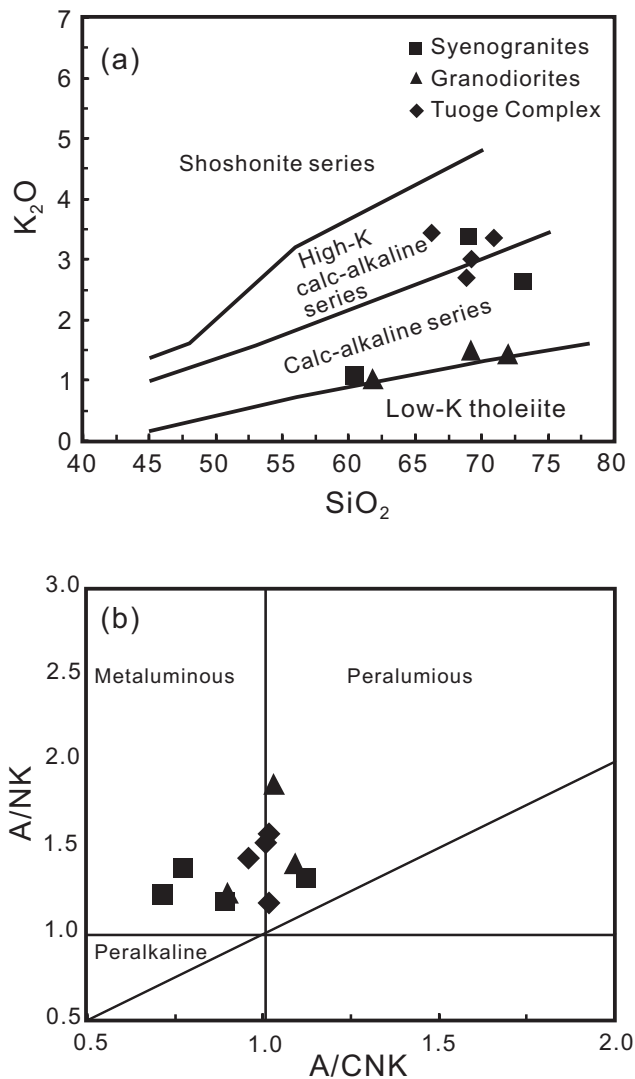 (a)
Syenogranites
Granodiorites
Tuoge Complex
Shoshonite series
High-K
calc-alkaline
series
Calc-alkaline series
Low-K tholeiite
K₂O
7
6
5
4
3
2
1
0
40 45 50 55 60 65 70 75 80
SiO₂
(b)
Metaluminous
Peralumious
Peralkaline
A/NK
3.0
2.5
2.0
1.5
1.0
0.5
0.5 1.0 1.5 2.0
A/CNK